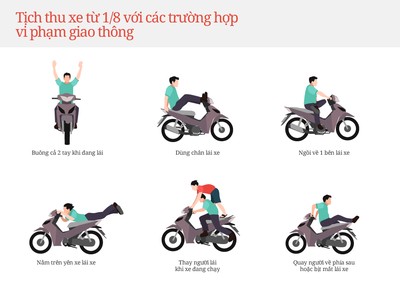 Tịch thu xe từ 1/8 với các trường hợp
vi phạm giao thông
Buông cả 2 tay khi đang lái
Dùng chân lái xe
Ngồi về 1 bên lái xe
Nằm trên yên xe lái xe
Thay người lái
khi xe đang chạy
Quay người về phía sau
hoặc bịt mắt lái xe